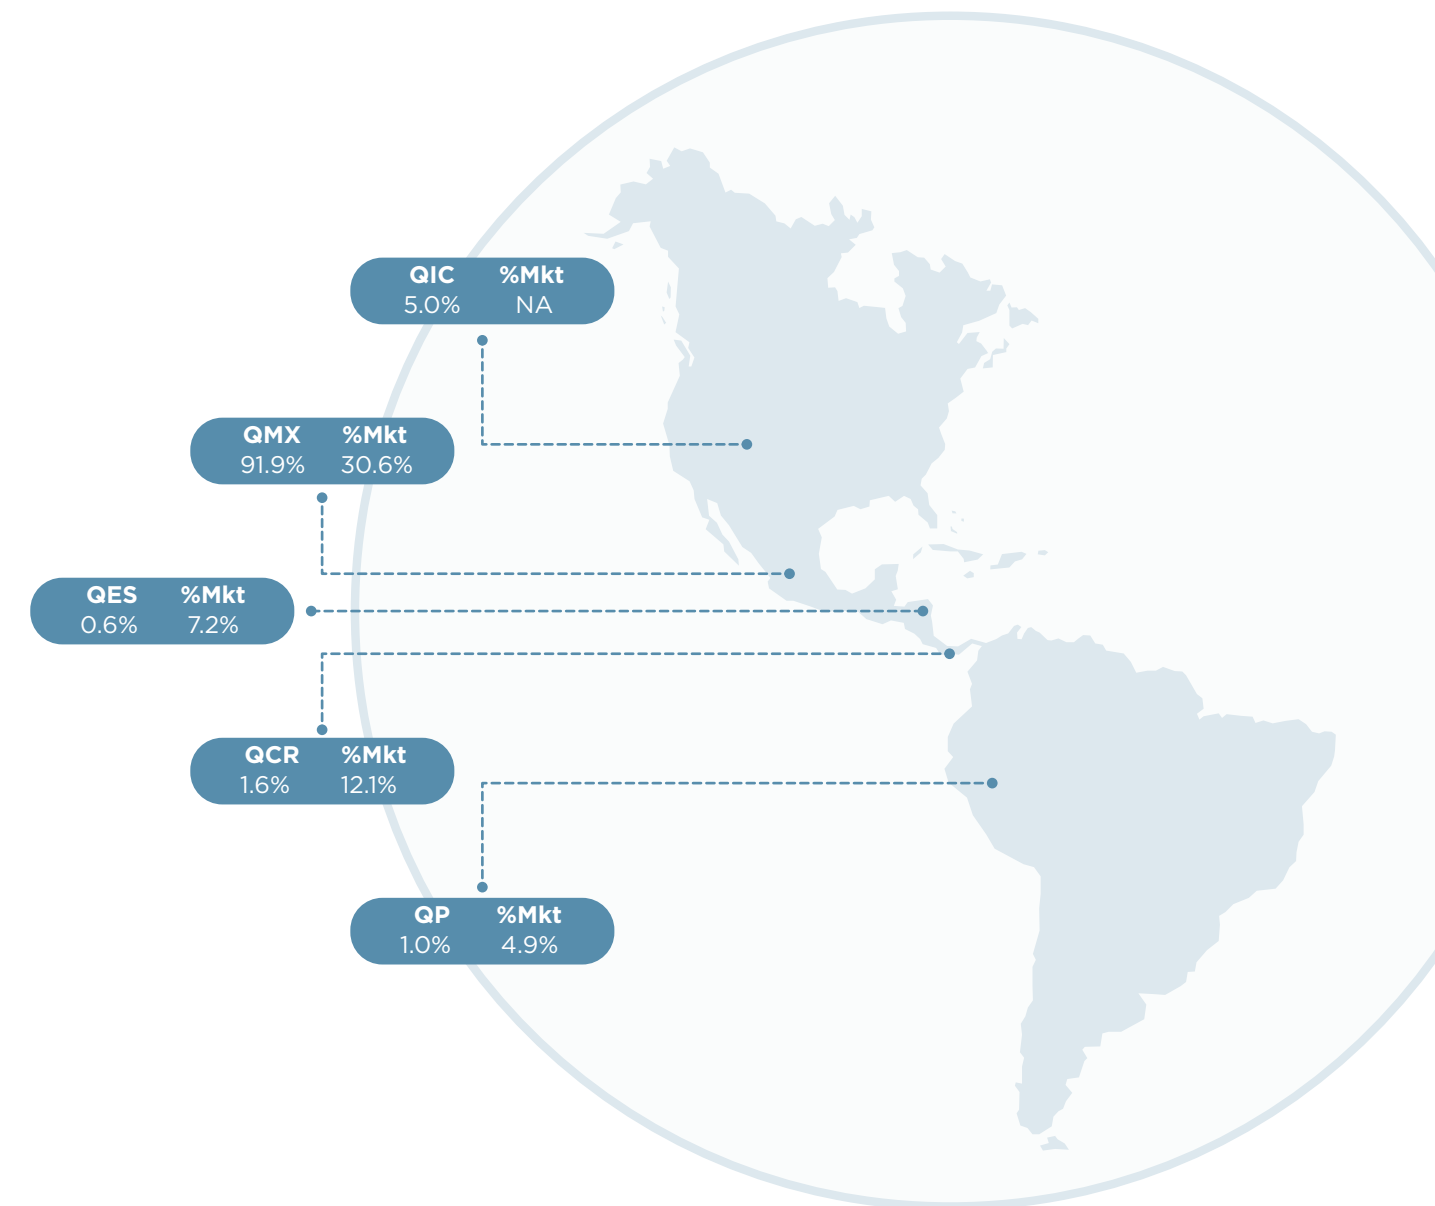 QIC %Mkt
5.0% NA
QMX %Mkt
91.9% 30.6%
QES %Mkt
0.6% 7.2%
QCR %Mkt
1.6% 12.1%
QP %Mkt
1.0% 4.9%